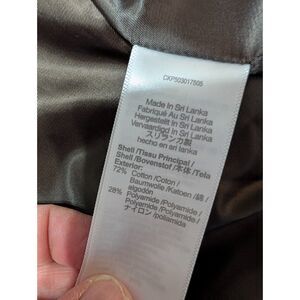 DXP503017605
Made In Sri Lanka
Fabriqué Au Sri Lanka
Hergestellt in Sri Lanka
Vervaardigd in Sri Lanka
スリランカ製
hecho en sri lanka
Shell /Tissu Principal /
Shell /Bovenstof /本体 /Tela
Exterior:
72% Cotton /Coton /
Baumwolle /Katoen /綿 /
algodón
28% Polyamide /Polyamide /
Polyamide /Polyamide /
ナイロン /poliamida